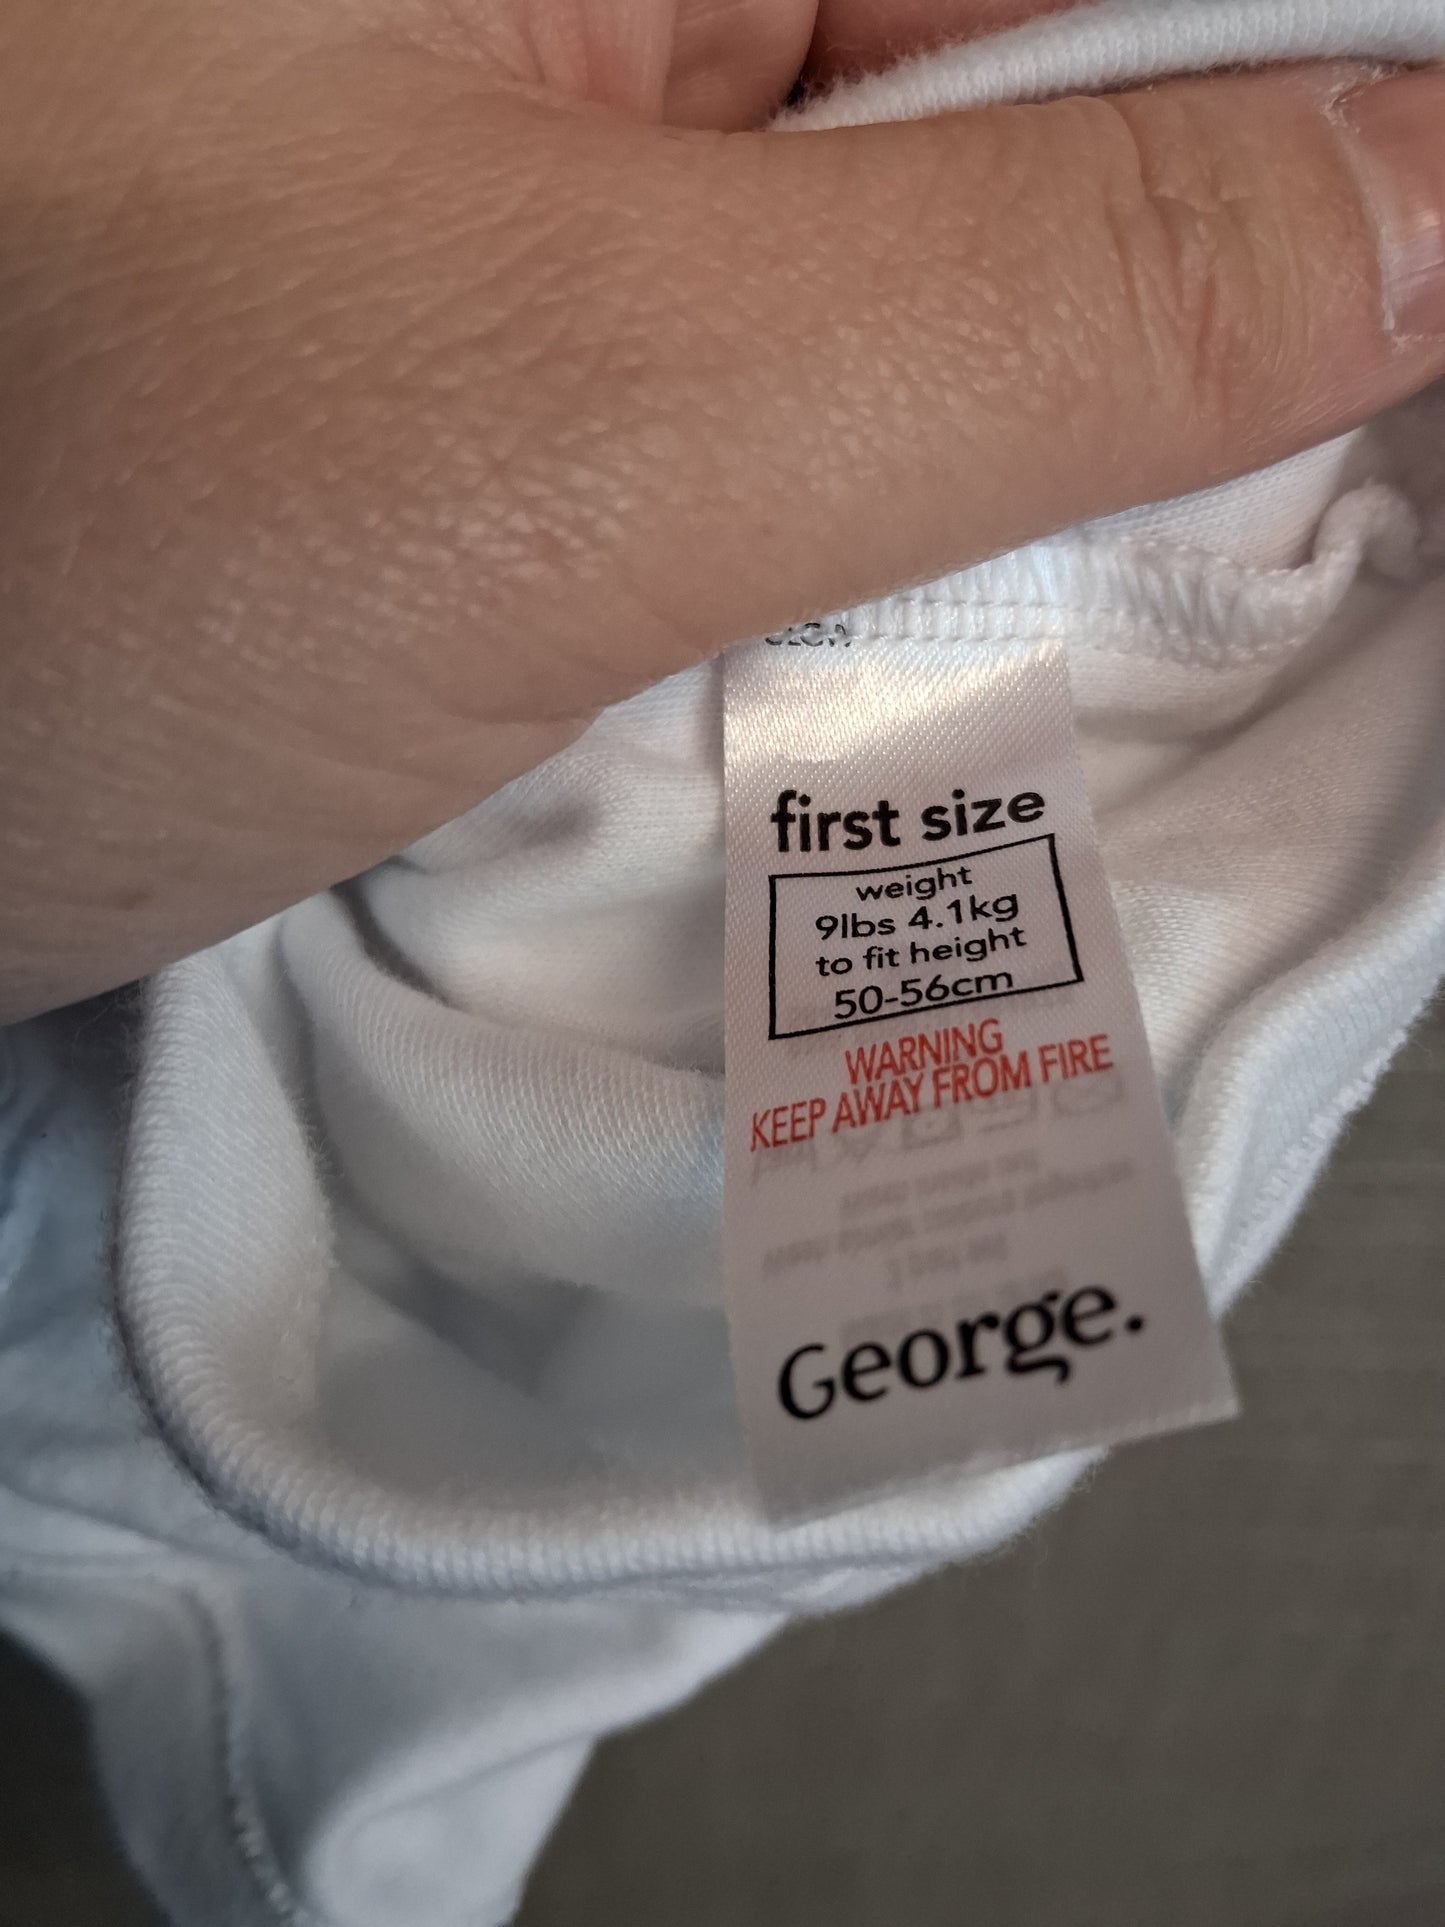 first size
weight
9lbs 4.1kg
to fit height
50-56cm
WARNING
KEEP AWAY FROM FIRE
George.